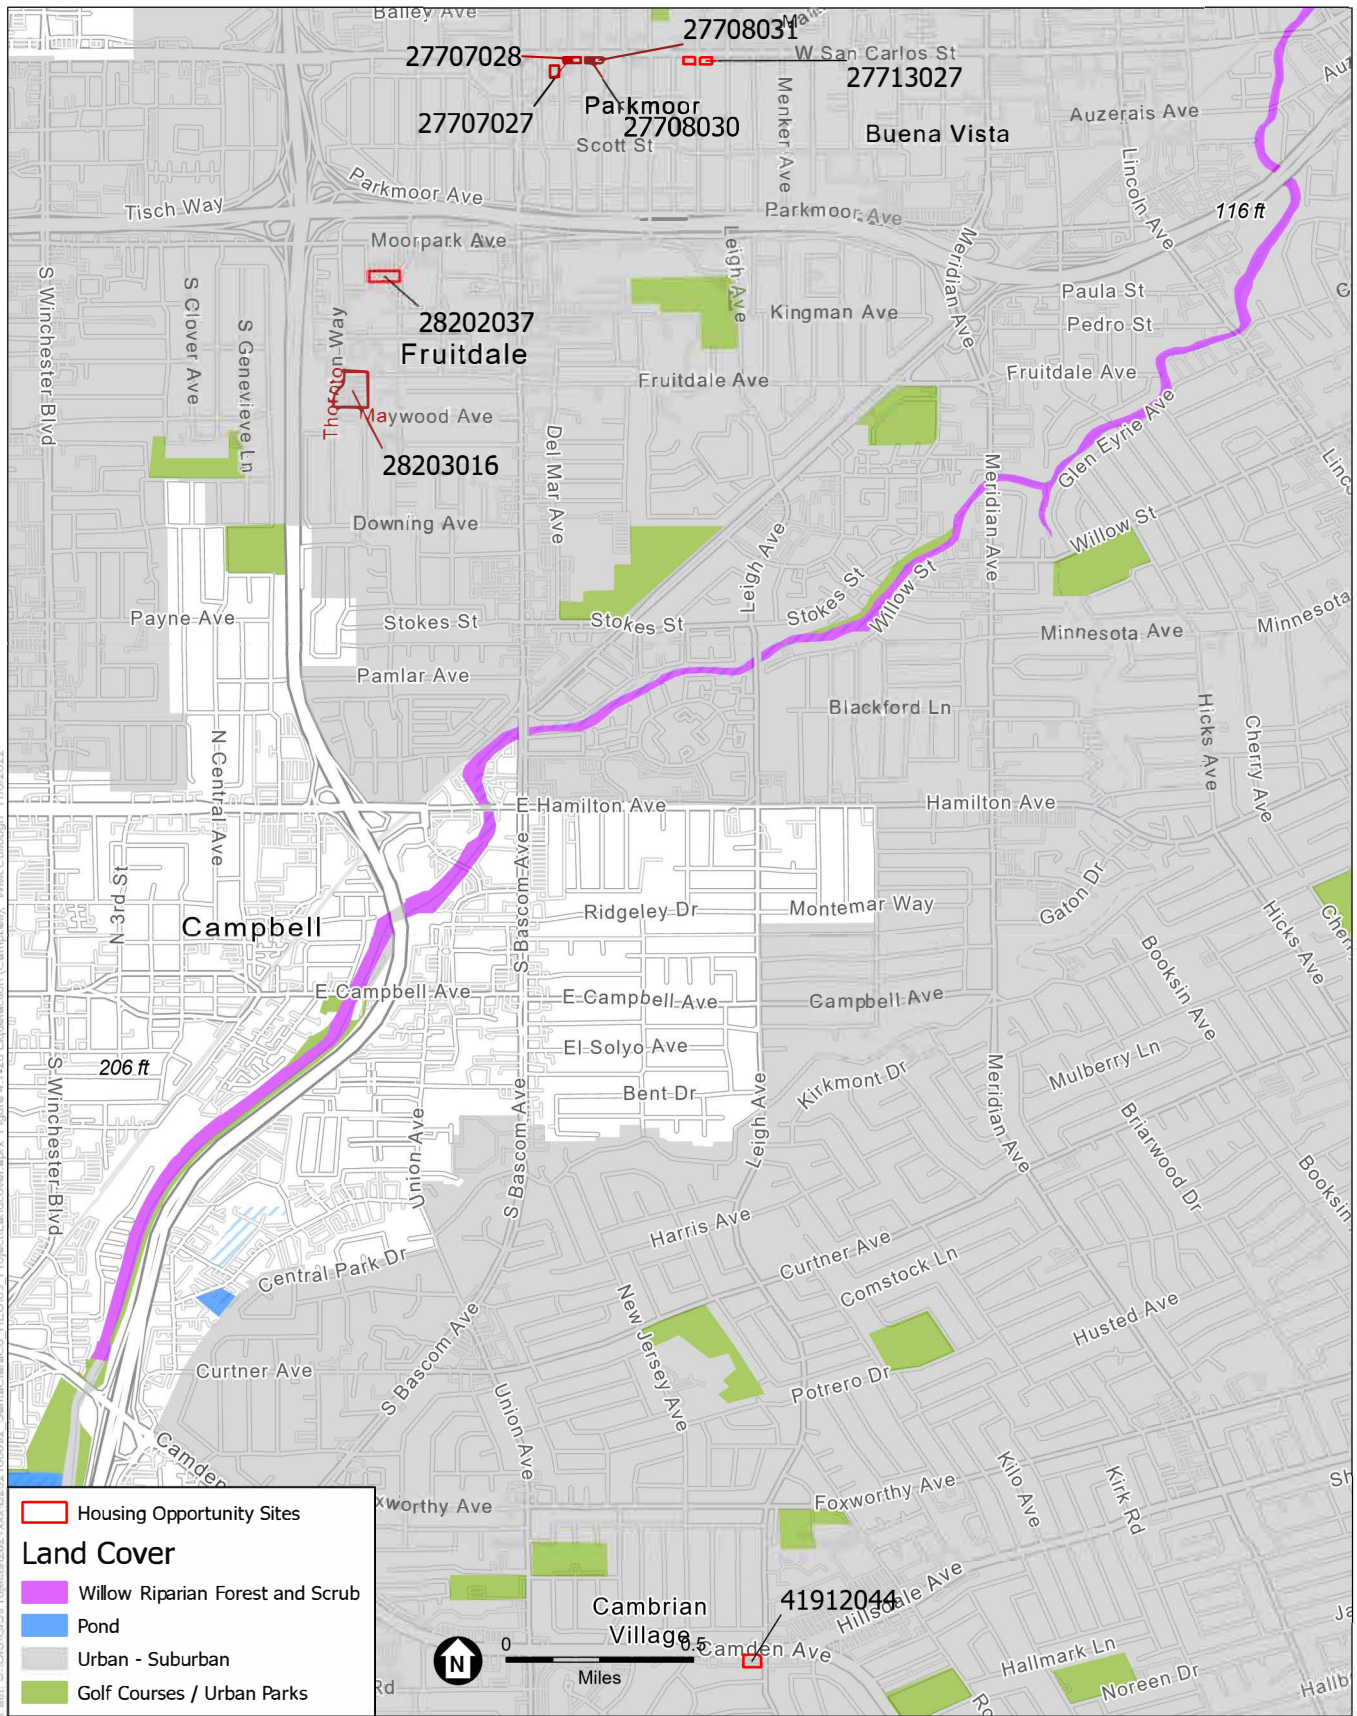 Bailey Ave
27708031
27707028
W San Carlos St
27713027
Parkmoor
27707027
27708030
Scott St
Menker Ave
Buena Vista
Auzerais Ave
Lincoln Ave
Parkmoor Ave
Tisch Way
Parkmoor Ave
116 ft
Moorpark Ave
Leigh Ave
Meridian Ave
S Winchester Blvd
S Clover Ave
S Genevieve Ln
Thornton Way
28202037
Fruitdale
Kingman Ave
Paula St
Pedro St
Fruitdale Ave
Fruitdale Ave
Maywood Ave
28203016
Glen Eyrie Ave
Del Mar Ave
Meridian Ave
Downing Ave
Willow St
Leigh Ave
Stokes St
Willow St
Payne Ave
Stokes St
Stokes St
Minnesota Ave
Minnesota
Pamlar Ave
Blackford Ln
Hicks Ave
Cherry Ave
N Central Ave
E Hamilton Ave
Hamilton Ave
S Bascom Ave
N 3rd St
Gaton Dr
Campbell
Ridgeley Dr
Montemar Way
Hicks Ave
Booksin Ave
E Campbell Ave
E Campbell Ave
Campbell Ave
El Solyo Ave
206 ft
S Winchester Blvd
Bent Dr
Kirkmont Dr
Mulberry Ln
Meridian Ave
Leigh Ave
S Bascom Ave
Union Ave
Briarwood Dr
Booksin
Harris Ave
Curtner Ave
Central Park Dr
Comstock Ln
New Jersey Ave
Husted Ave
Curtner Ave
S Bascom Ave
Potrero Dr
Union Ave
Camden
Kilo Ave
Kirk Rd
xworthy Ave
Foxworthy Ave
Sh
Housing Opportunity Sites
Land Cover
Willow Riparian Forest and Scrub
Pond
Urban - Suburban
Golf Courses / Urban Parks
Cambrian
Village
41912044
Hillsdale Ave
Camden Ave
N
0
0.5
Miles
Hallmark Ln
Noreen Dr
Ja
Hallb
Rd
Ro